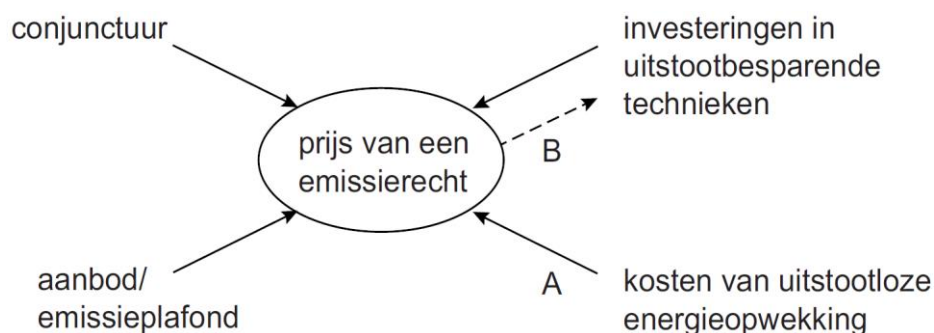 conjunctuur
investeringen in
uitstootbesparende
technieken
prijs van een
emissierecht
B
aanbod/
emissieplafond
A
kosten van uitstootloze
energieopwekking